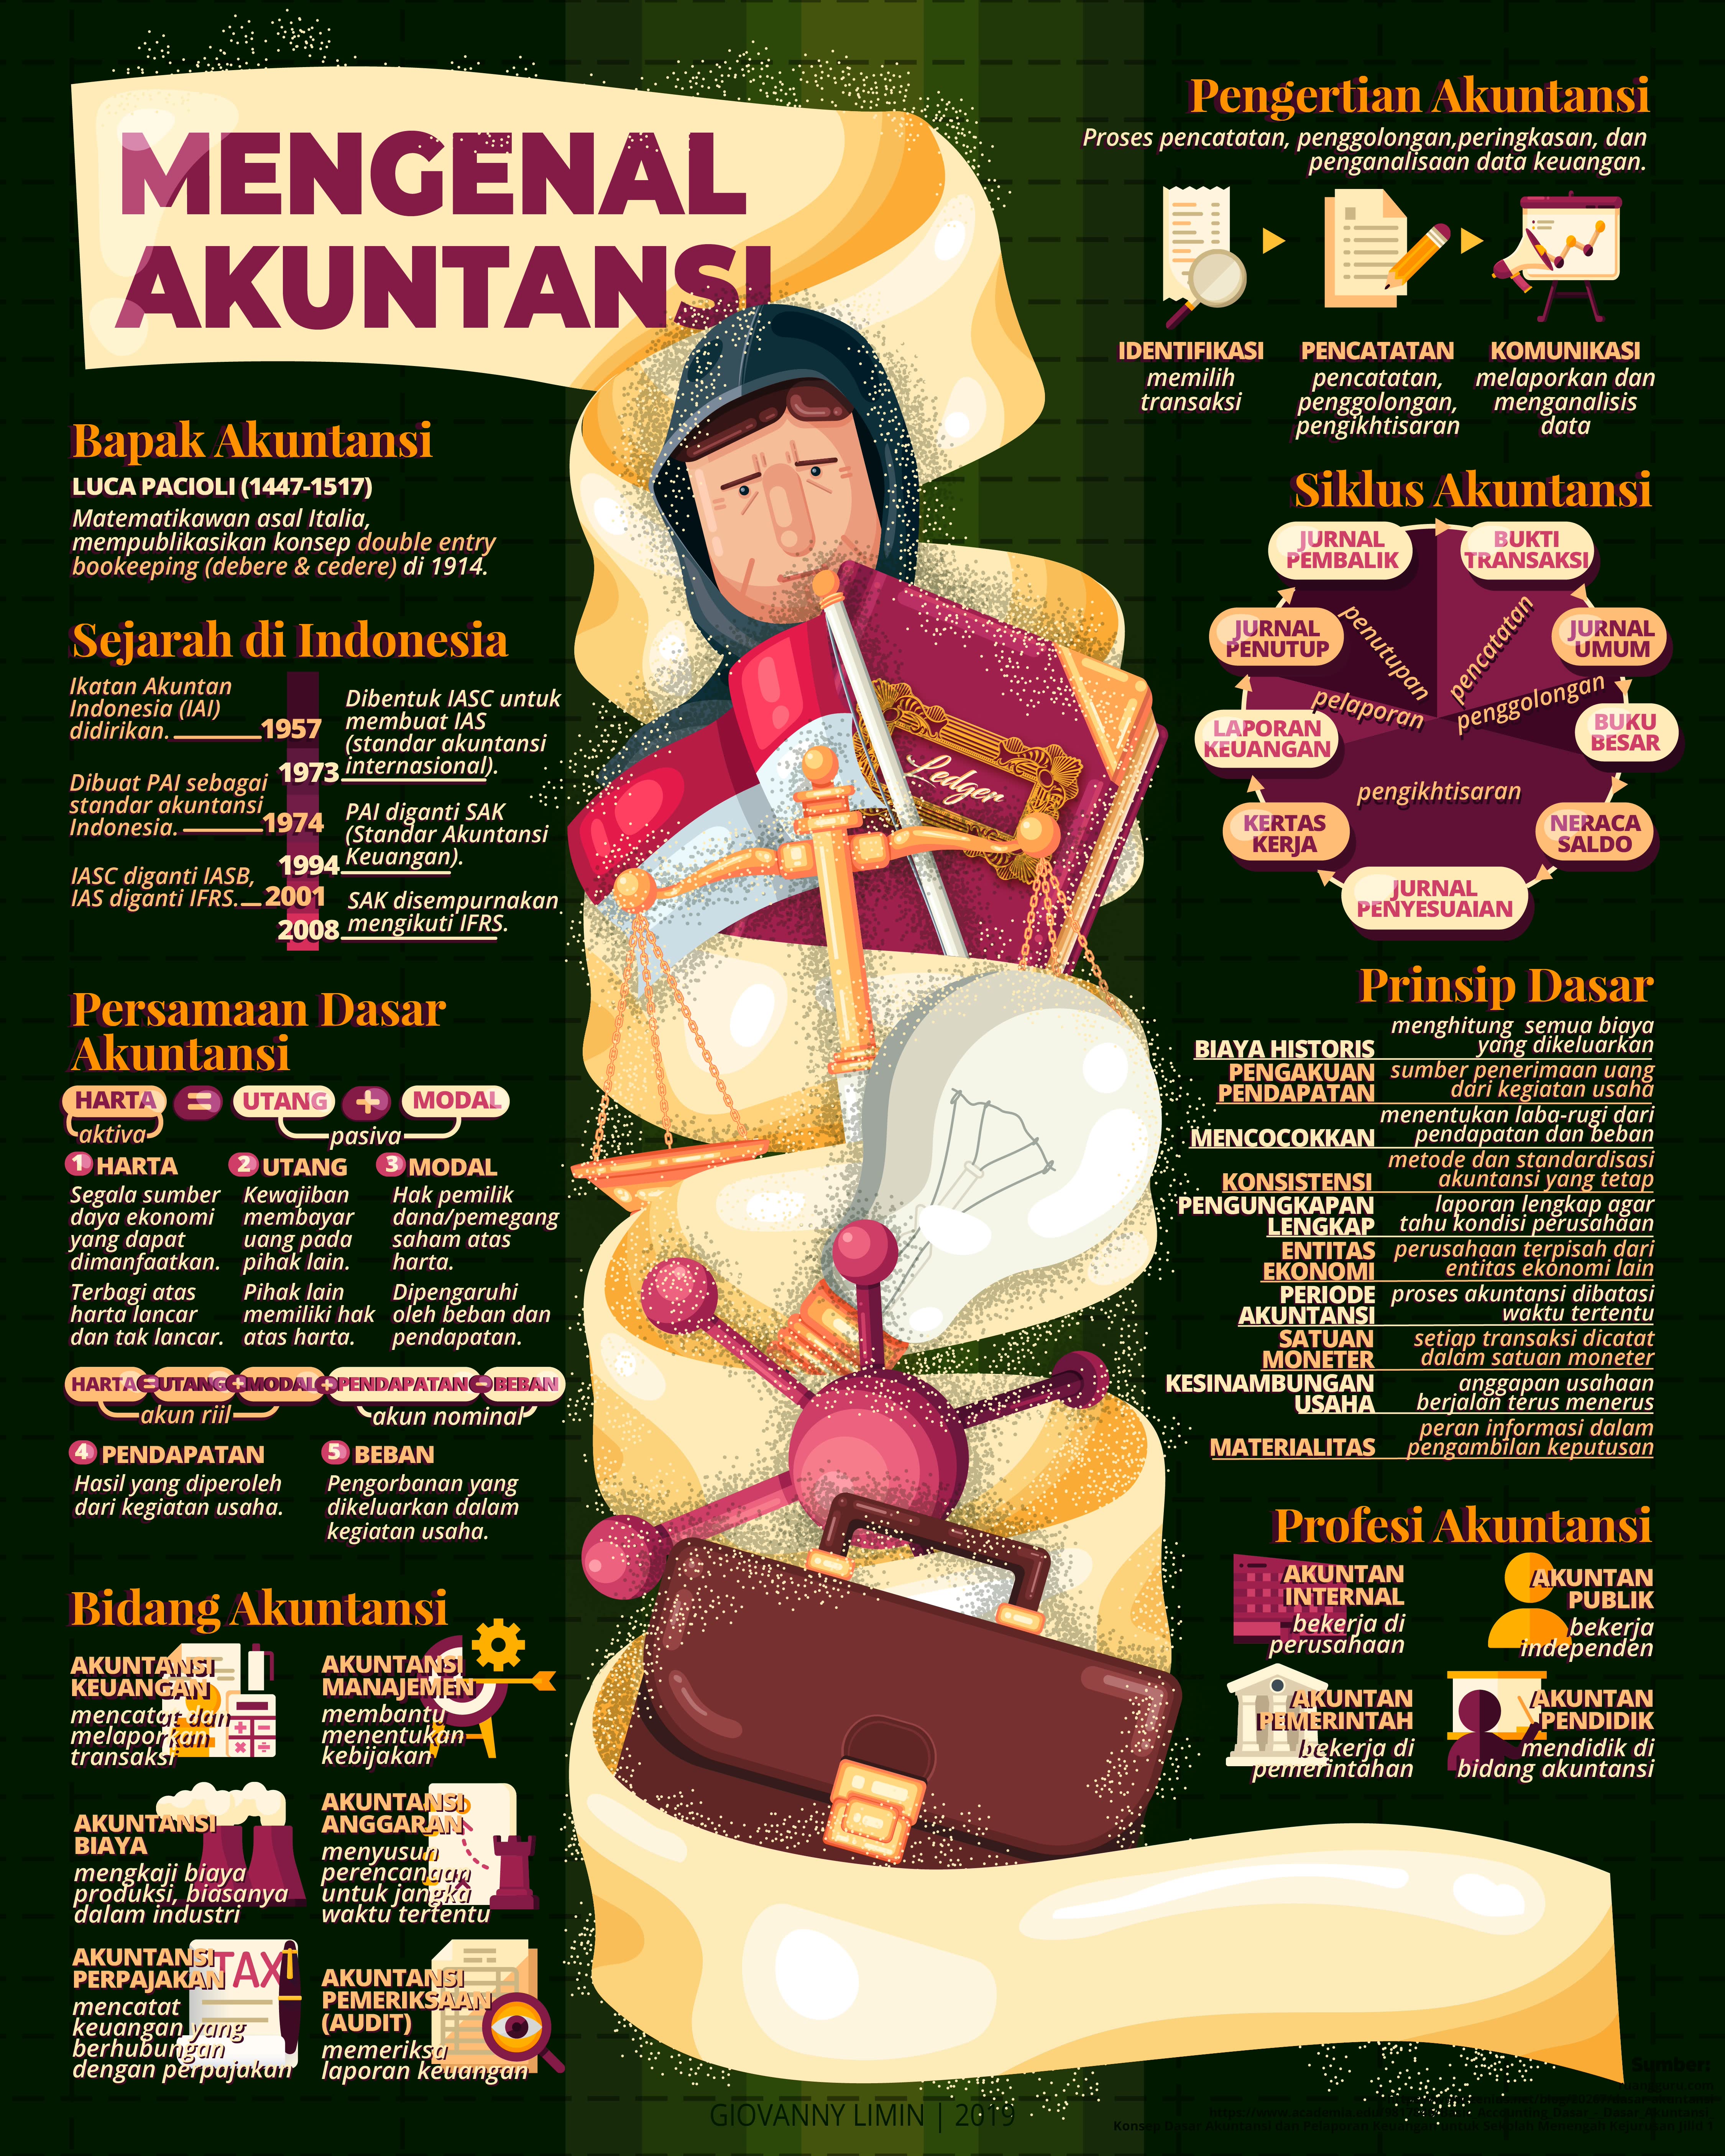 MENGENAL
AKUNTANSI
Bapak Akuntansi
LUCA PACIOLI (1447-1517)
Matematikawan asal Italia,
mempublikasikan konsep double entry
bookeeping (debere & cedere) di 1914.
Sejarah di Indonesia
Ikatan Akuntan
Indonesia (IAI)
didirikan.
1957
Dibentuk IASC untuk
membuat IAS
(standar akuntansi
internasional).
1973
Dibuat PAI sebagai
standar akuntansi
Indonesia.
1974
PAI diganti SAK
(Standar Akuntansi
Keuangan).
1994
IASC diganti IASB,
IAS diganti IFRS.
2001
SAK disempurnakan
mengikuti IFRS.
2008
Persamaan Dasar
Akuntansi
HARTA = UTANG + MODAL
aktiva pasiva
1 HARTA
Segala sumber
daya ekonomi
yang dapat
dimanfaatkan.
Terbagi atas
harta lancar
dan tak lancar.
2 UTANG
Kewajiban
membayar
uang pada
pihak lain.
Pihak lain
memiliki hak
atas harta.
3 MODAL
Hak pemilik
dana/pemegang
saham atas
harta.
Dipengaruhi
oleh beban dan
pendapatan.
HARTA = UTANG + MODAL + PENDAPATAN - BEBAN
akun riil akun nominal
4 PENDAPATAN
Hasil yang diperoleh
dari kegiatan usaha.
5 BEBAN
Pengorbanan yang
dikeluarkan dalam
kegiatan usaha.
Bidang Akuntansi
AKUNTANSI
KEUANGAN
mencatat dan
melaporkan
transaksi
AKUNTANSI
MANAJEMEN
membantu
menentukan
kebijakan
AKUNTANSI
BIAYA
mengkaji biaya
produksi, biasanya
dalam industri
AKUNTANSI
ANGGARAN
menyusun
perencanaan
untuk jangka
waktu tertentu
AKUNTANSI
PERPAJAKAN
mencatat
keuangan yang
berhubungan
dengan perpajakan
TAX
AKUNTANSI
PEMERIKSAAN
(AUDIT)
memeriksa
laporan keuangan
Ledger
Pengertian Akuntansi
Proses pencatatan, penggolongan,peringkasan, dan
penganalisaan data keuangan.
IDENTIFIKASI
memilih
transaksi
PENCATATAN
pencatatan,
penggolongan,
pengikhtisaran
KOMUNIKASI
melaporkan dan
menganalisis
data
Siklus Akuntansi
BUKTI
TRANSAKSI
JURNAL
UMUM
BUKU
BESAR
NERACA
SALDO
JURNAL
PENYESUAIAN
KERTAS
KERJA
LAPORAN
KEUANGAN
JURNAL
PENUTUP
JURNAL
PEMBALIK
pencatatan
penggolongan
pengikhtisaran
pelaporan
penutupan
Prinsip Dasar
BIAYA HISTORIS
menghitung semua biaya
yang dikeluarkan
PENGAKUAN
PENDAPATAN
sumber penerimaan uang
dari kegiatan usaha
MENCOCOKKAN
menentukan laba-rugi dari
pendapatan dan beban
KONSISTENSI
metode dan standardisasi
akuntansi yang tetap
PENGUNGKAPAN
LENGKAP
laporan lengkap agar
tahu kondisi perusahaan
ENTITAS
EKONOMI
perusahaan terpisah dari
entitas ekonomi lain
PERIODE
AKUNTANSI
proses akuntansi dibatasi
waktu tertentu
SATUAN
MONETER
setiap transaksi dicatat
dalam satuan moneter
KESINAMBUNGAN
USAHA
anggapan usahaan
berjalan terus menerus
MATERIALITAS
peran informasi dalam
pengambilan keputusan
Profesi Akuntansi
AKUNTAN
INTERNAL
bekerja di
perusahaan
AKUNTAN
PUBLIK
bekerja
independen
AKUNTAN
PEMERINTAH
bekerja di
pemerintahan
AKUNTAN
PENDIDIK
mendidik di
bidang akuntansi
GIOVANNY LIMIN | 2019
Sumber: